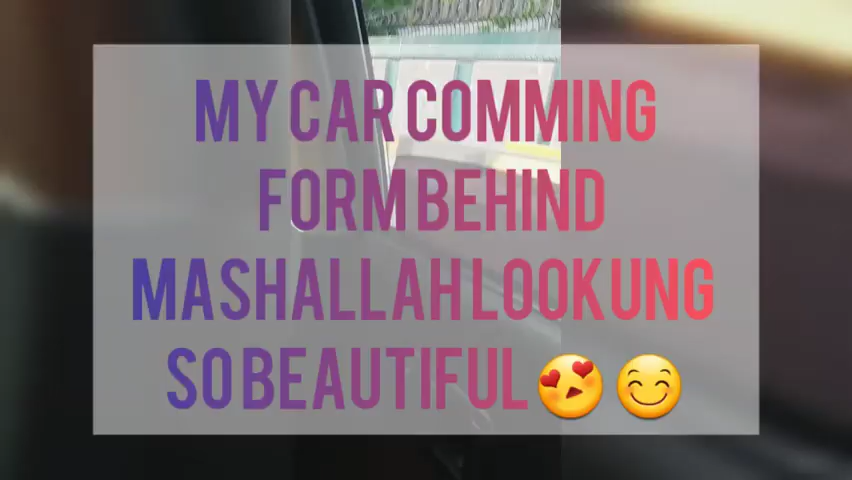 MY CAR COMMING
FORM BEHIND
MASHALLAH LOOKUNG
SO BEAUTIFUL 😍 😊